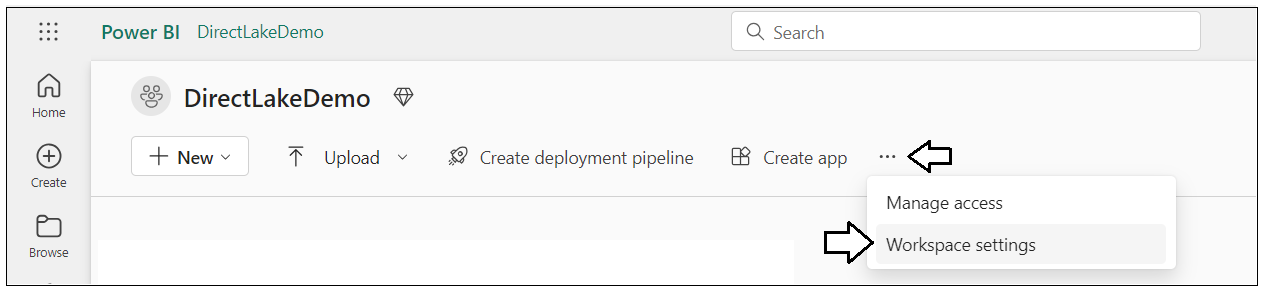 Power BI DirectLakeDemo Search
Home
DirectLakeDemo
New Upload Create deployment pipeline Create app ...
Create
Manage access
Browse
Workspace settings